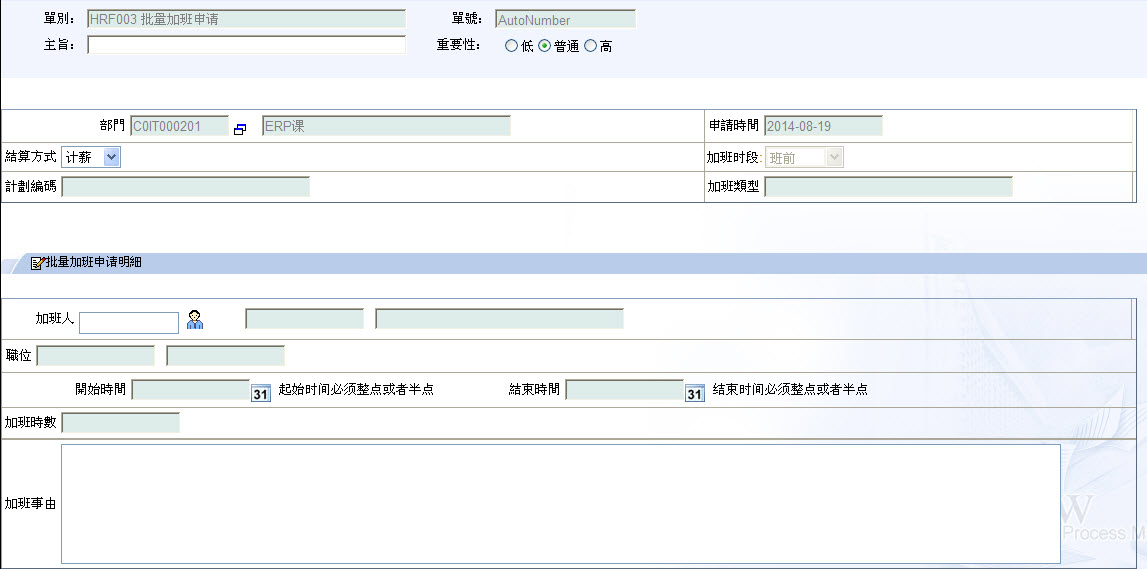 單別： HRF003 批量加班申请 單號： AutoNumber
主旨： 重要性： 低 普通 高
部門 C0IT000201 ERP课 申請時間 2014-08-19
結算方式 计薪 加班时段: 班前
計劃編碼 加班類型
批量加班申请明細
加班人
職位
開始時間 31 起始时间必须整点或者半点 結束時間 31 结束时间必须整点或者半点
加班時數
加班事由
W
Process M